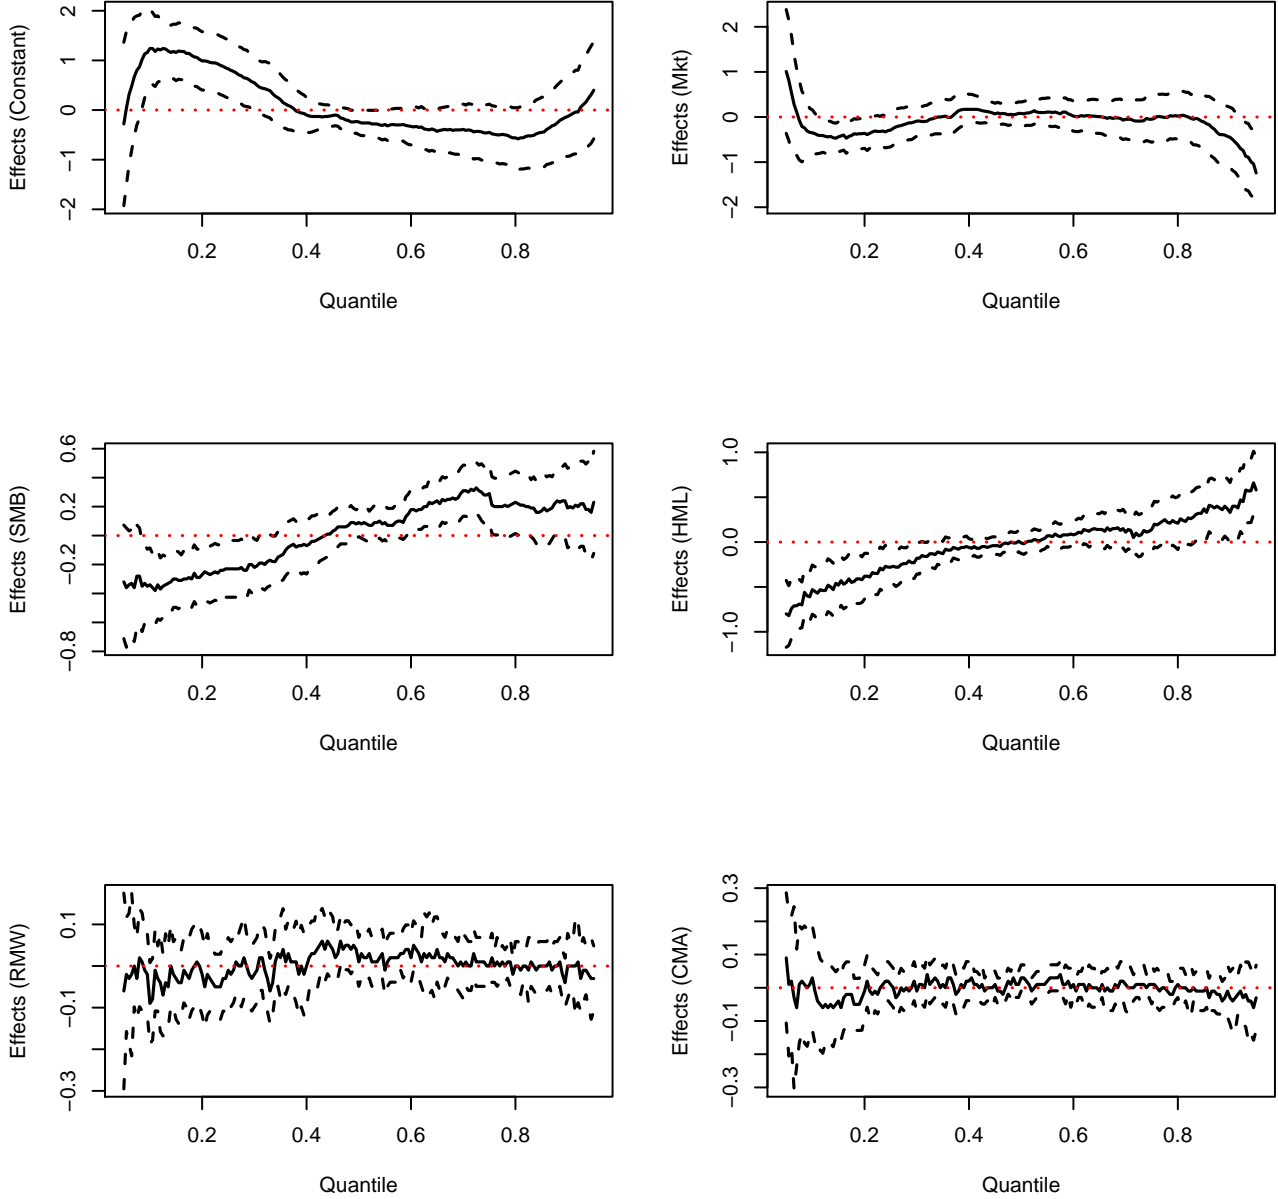 Effects (Constant)
2
1
0
−1
−2
0.2 0.4 0.6 0.8
Quantile
Effects (Mkt)
2
1
0
−1
−2
0.2 0.4 0.6 0.8
Quantile
Effects (SMB)
0.6
0.2
−0.2
−0.8
0.2 0.4 0.6 0.8
Quantile
Effects (HML)
1.0
0.0
−1.0
0.2 0.4 0.6 0.8
Quantile
Effects (RMW)
0.1
−0.1
−0.3
0.2 0.4 0.6 0.8
Quantile
Effects (CMA)
0.3
0.1
−0.1
−0.3
0.2 0.4 0.6 0.8
Quantile